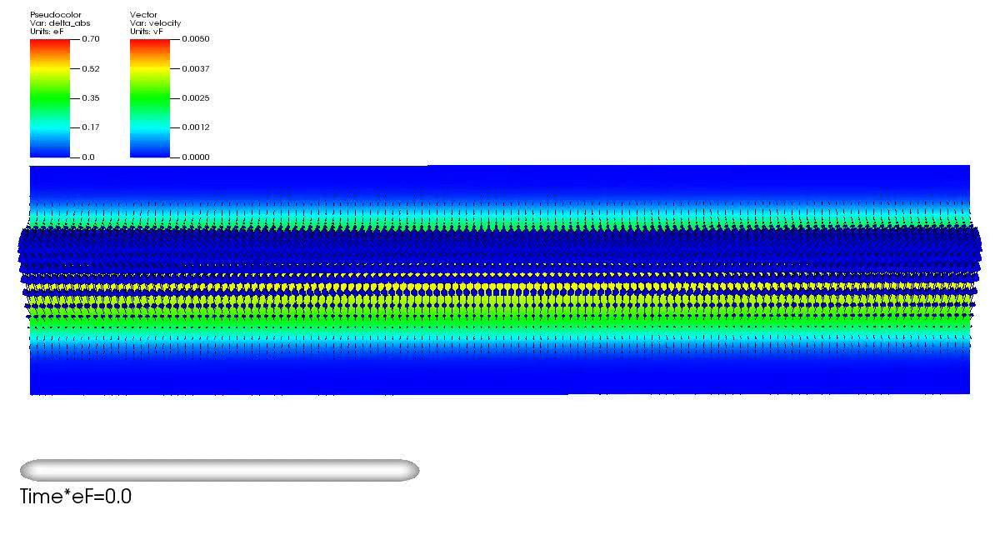 Pseudocolor
Var: delta_abs
Units: eF
0.70
0.52
0.35
0.17
0.0
Vector
Var: velocity
Units: vF
0.0050
0.0037
0.0025
0.0012
0.0000
Time*eF=0.0